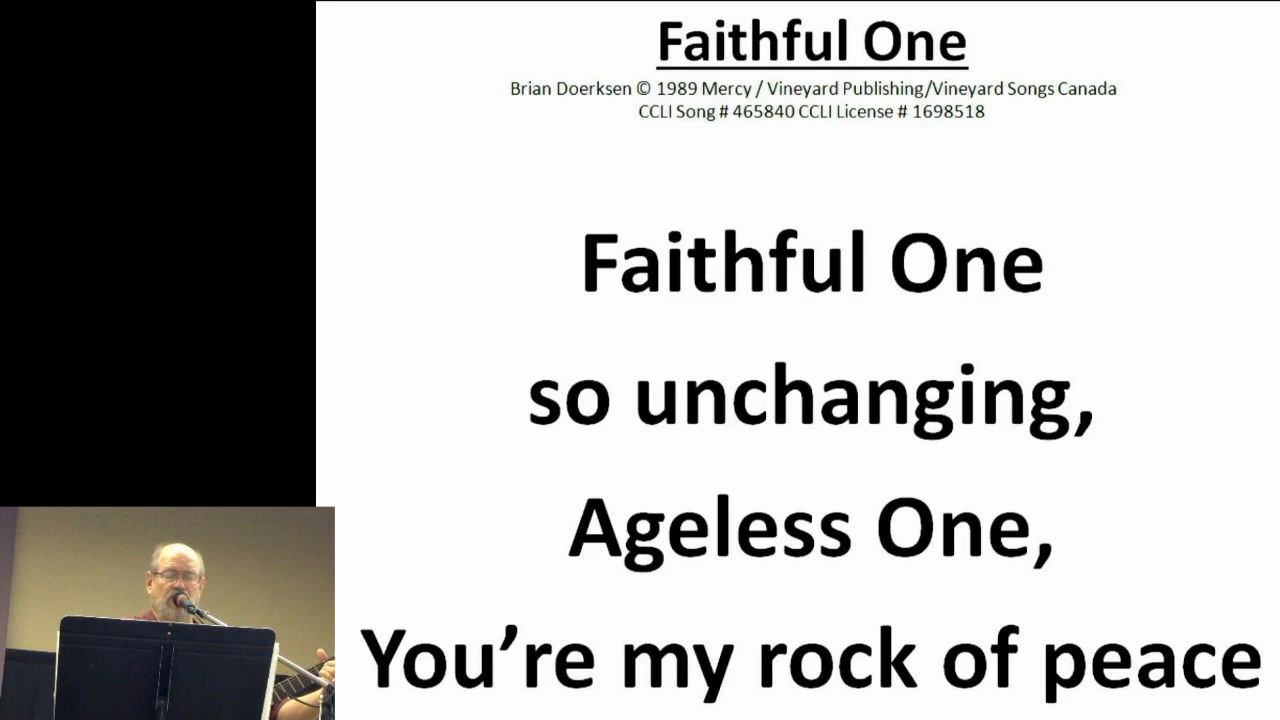 Faithful One
Brian Doerksen © 1989 Mercy / Vineyard Publishing/Vineyard Songs Canada
CCLI Song # 465840 CCLI License # 1698518
Faithful One
so unchanging,
Ageless One,
You’re my rock of peace